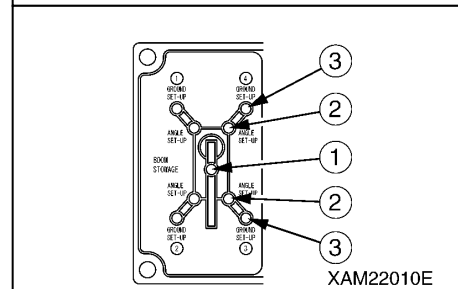 1
4
3
GROUND
SET-UP
GROUND
SET-UP
2
ANGLE
SET-UP
ANGLE
SET-UP
1
BOOM
STORAGE
ANGLE
SET-UP
ANGLE
SET-UP
2
GROUND
SET-UP
GROUND
SET-UP
3
2
3
XAM22010E